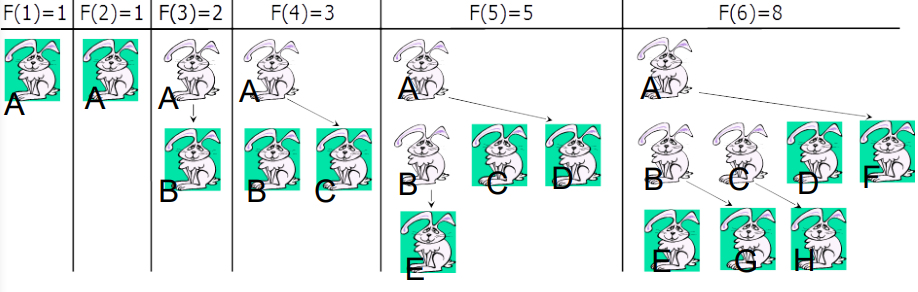 F(1)=1 F(2)=1 F(3)=2 F(4)=3 F(5)=5 F(6)=8
A A A A A A
B B C B C D B C D F
E E G H